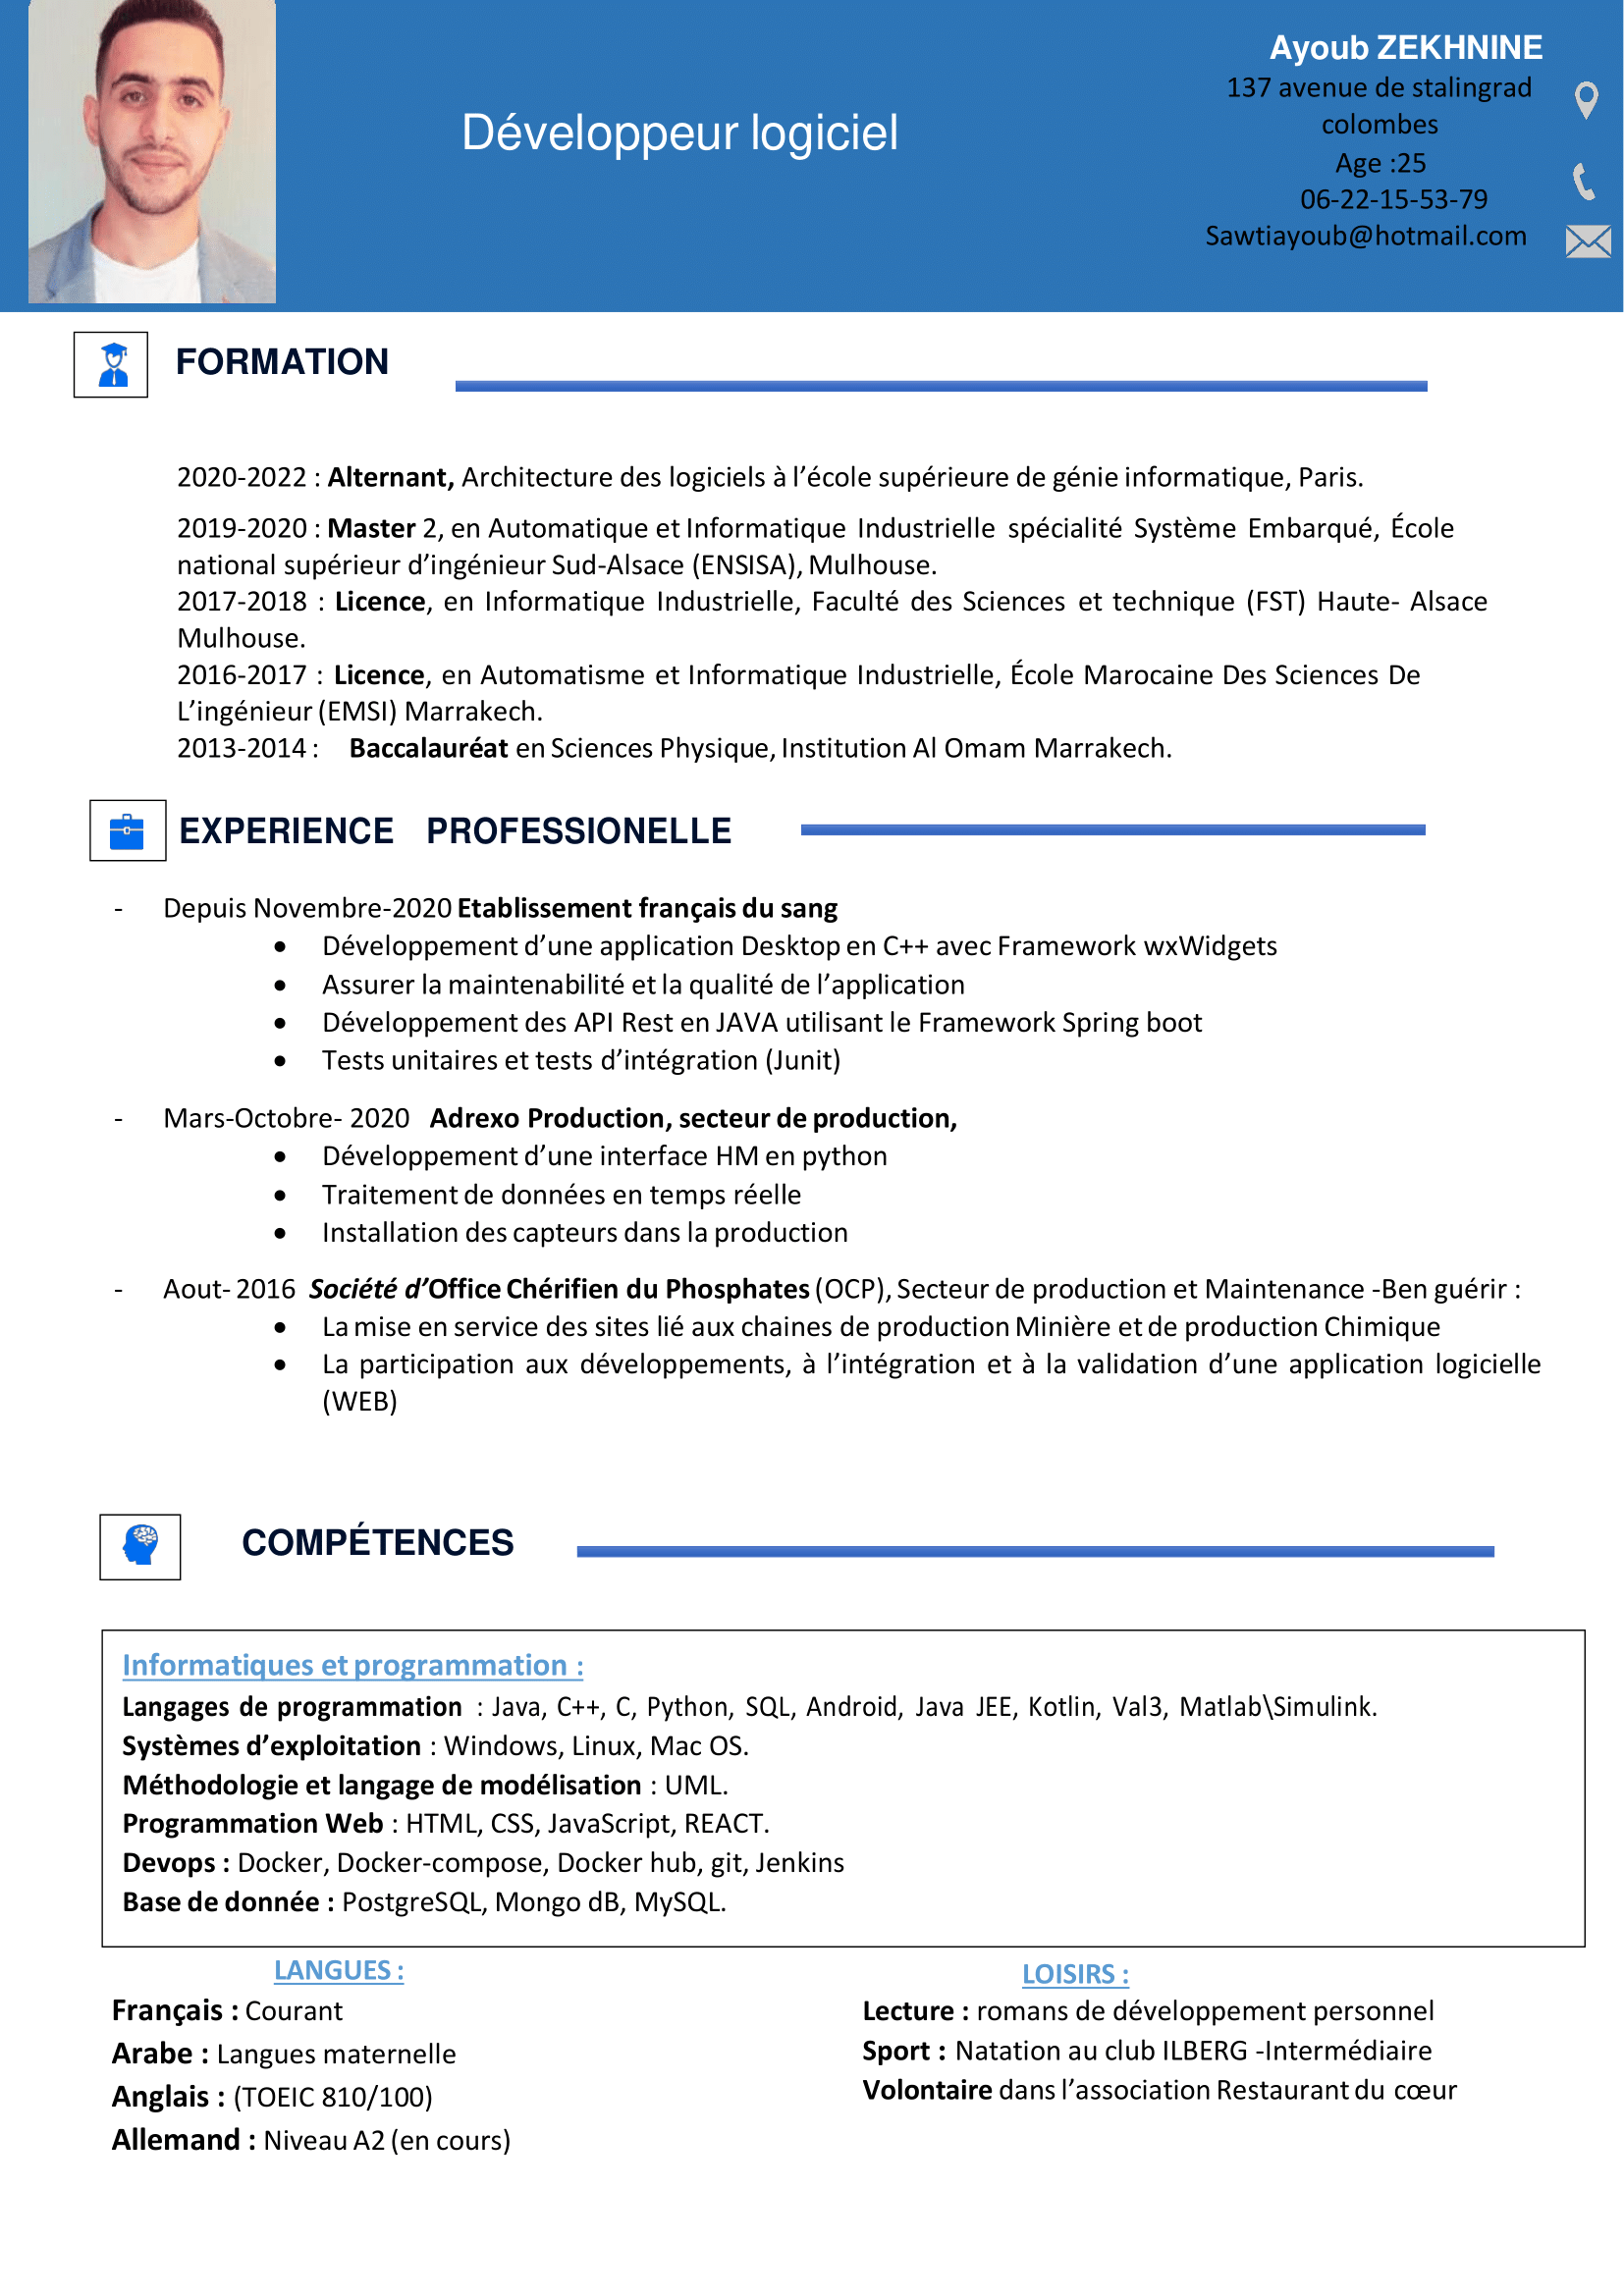 Développeur logiciel
Ayoub ZEKHNINE
137 avenue de stalingrad
colombes
Age :25
06-22-15-53-79
Sawtiayoub@hotmail.com
FORMATION
2020-2022 : Alternant, Architecture des logiciels à l’école supérieure de génie informatique, Paris.
2019-2020 : Master 2, en Automatique et Informatique Industrielle spécialité Système Embarqué, École
national supérieur d’ingénieur Sud-Alsace (ENSISA), Mulhouse.
2017-2018 : Licence, en Informatique Industrielle, Faculté des Sciences et technique (FST) Haute- Alsace
Mulhouse.
2016-2017 : Licence, en Automatisme et Informatique Industrielle, École Marocaine Des Sciences De
L’ingénieur (EMSI) Marrakech.
2013-2014 : Baccalauréat en Sciences Physique, Institution Al Omam Marrakech.
EXPERIENCE PROFESSIONELLE
- Depuis Novembre-2020 Etablissement français du sang
• Développement d’une application Desktop en C++ avec Framework wxWidgets
• Assurer la maintenabilité et la qualité de l’application
• Développement des API Rest en JAVA utilisant le Framework Spring boot
• Tests unitaires et tests d’intégration (Junit)
- Mars-Octobre- 2020 Adrexo Production, secteur de production,
• Développement d’une interface HM en python
• Traitement de données en temps réelle
• Installation des capteurs dans la production
- Aout- 2016 Société d’Office Chérifien du Phosphates (OCP), Secteur de production et Maintenance -Ben guérir :
• La mise en service des sites lié aux chaines de production Minière et de production Chimique
• La participation aux développements, à l’intégration et à la validation d’une application logicielle
(WEB)
COMPÉTENCES
Informatiques et programmation :
Langages de programmation : Java, C++, C, Python, SQL, Android, Java JEE, Kotlin, Val3, Matlab\Simulink.
Systèmes d’exploitation : Windows, Linux, Mac OS.
Méthodologie et langage de modélisation : UML.
Programmation Web : HTML, CSS, JavaScript, REACT.
Devops : Docker, Docker-compose, Docker hub, git, Jenkins
Base de donnée : PostgreSQL, Mongo dB, MySQL.
LANGUES :
Français : Courant
Arabe : Langues maternelle
Anglais : (TOEIC 810/100)
Allemand : Niveau A2 (en cours)
LOISIRS :
Lecture : romans de développement personnel
Sport : Natation au club ILBERG -Intermédiaire
Volontaire dans l’association Restaurant du cœur